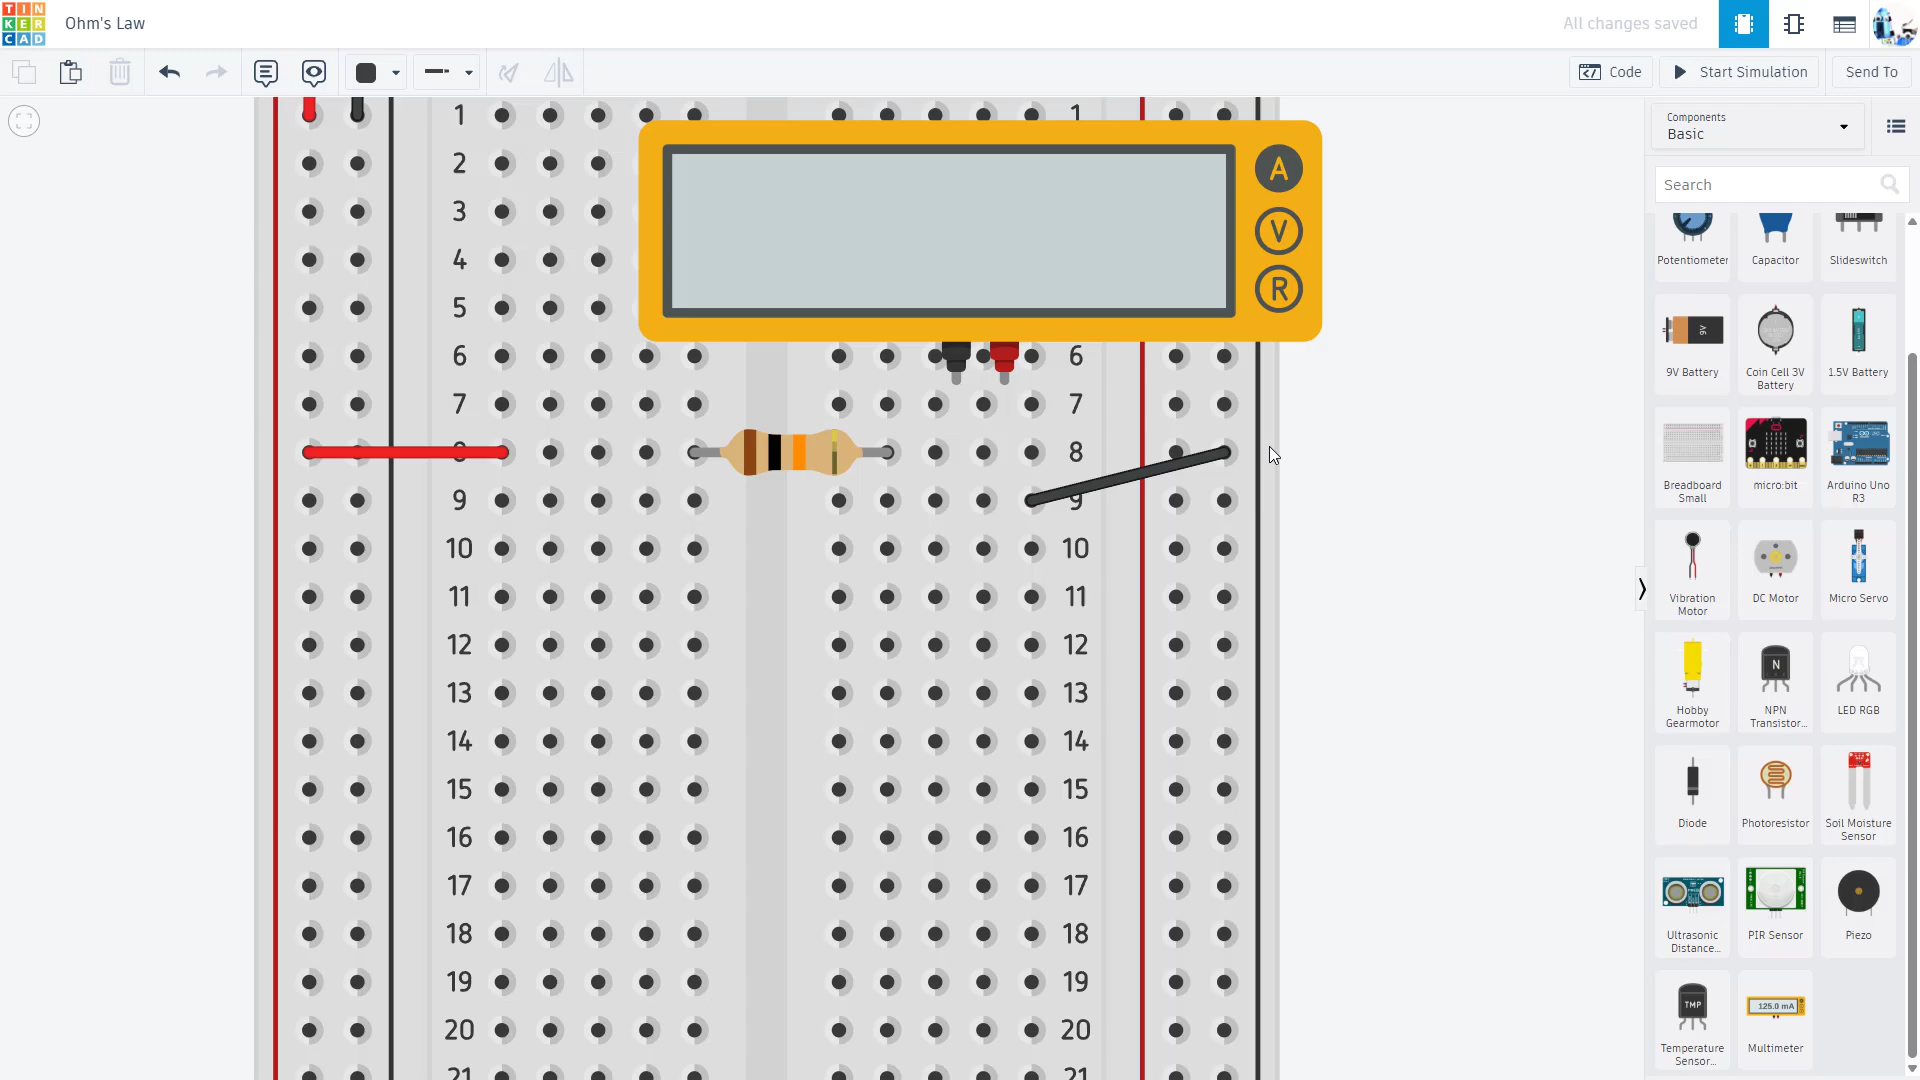 TIN
KER
CAD
Ohm's Law
All changes saved
Code
Start Simulation
Send To
Components
Basic
Search
Potentiometer
Capacitor
Slideswitch
9V
9V Battery
Coin Cell 3V
Battery
1.5V Battery
Breadboard
Small
micro:bit
Arduino Uno
R3
Vibration
Motor
DC Motor
Micro Servo
Hobby
Gearmotor
N
NPN
Transistor...
LED RGB
Diode
Photoresistor
Soil Moisture
Sensor
Ultrasonic
Distance...
PIR Sensor
Piezo
TMP
Temperature
Sensor...
125.0 mA
Multimeter
A
V
R
1 1
2
3
4
5
6 6
7 7
8 8
9 9
10 10
11 11
12 12
13 13
14 14
15 15
16 16
17 17
18 18
19 19
20 20
21 21